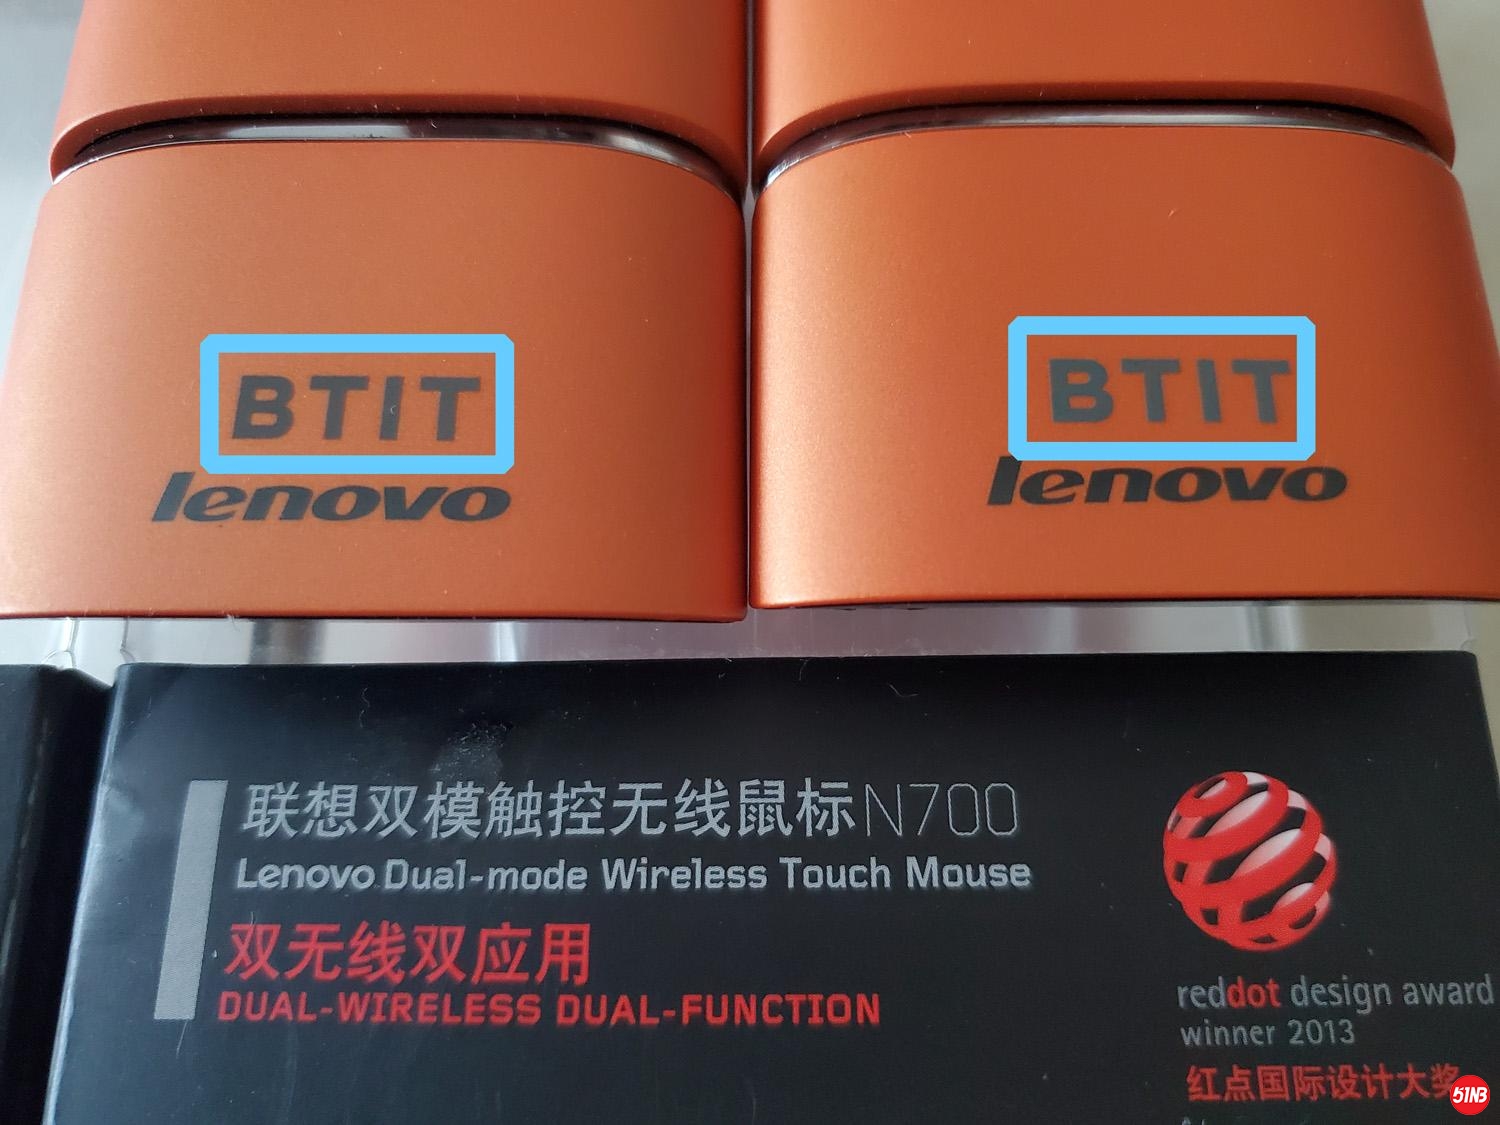 BTIT
lenovo
BTIT
lenovo
联想双模触控无线鼠标N700
Lenovo Dual-mode Wireless Touch Mouse
双无线双应用
DUAL-WIRELESS DUAL-FUNCTION
reddot design award
winner 2013
红点国际设计大奖
51NB